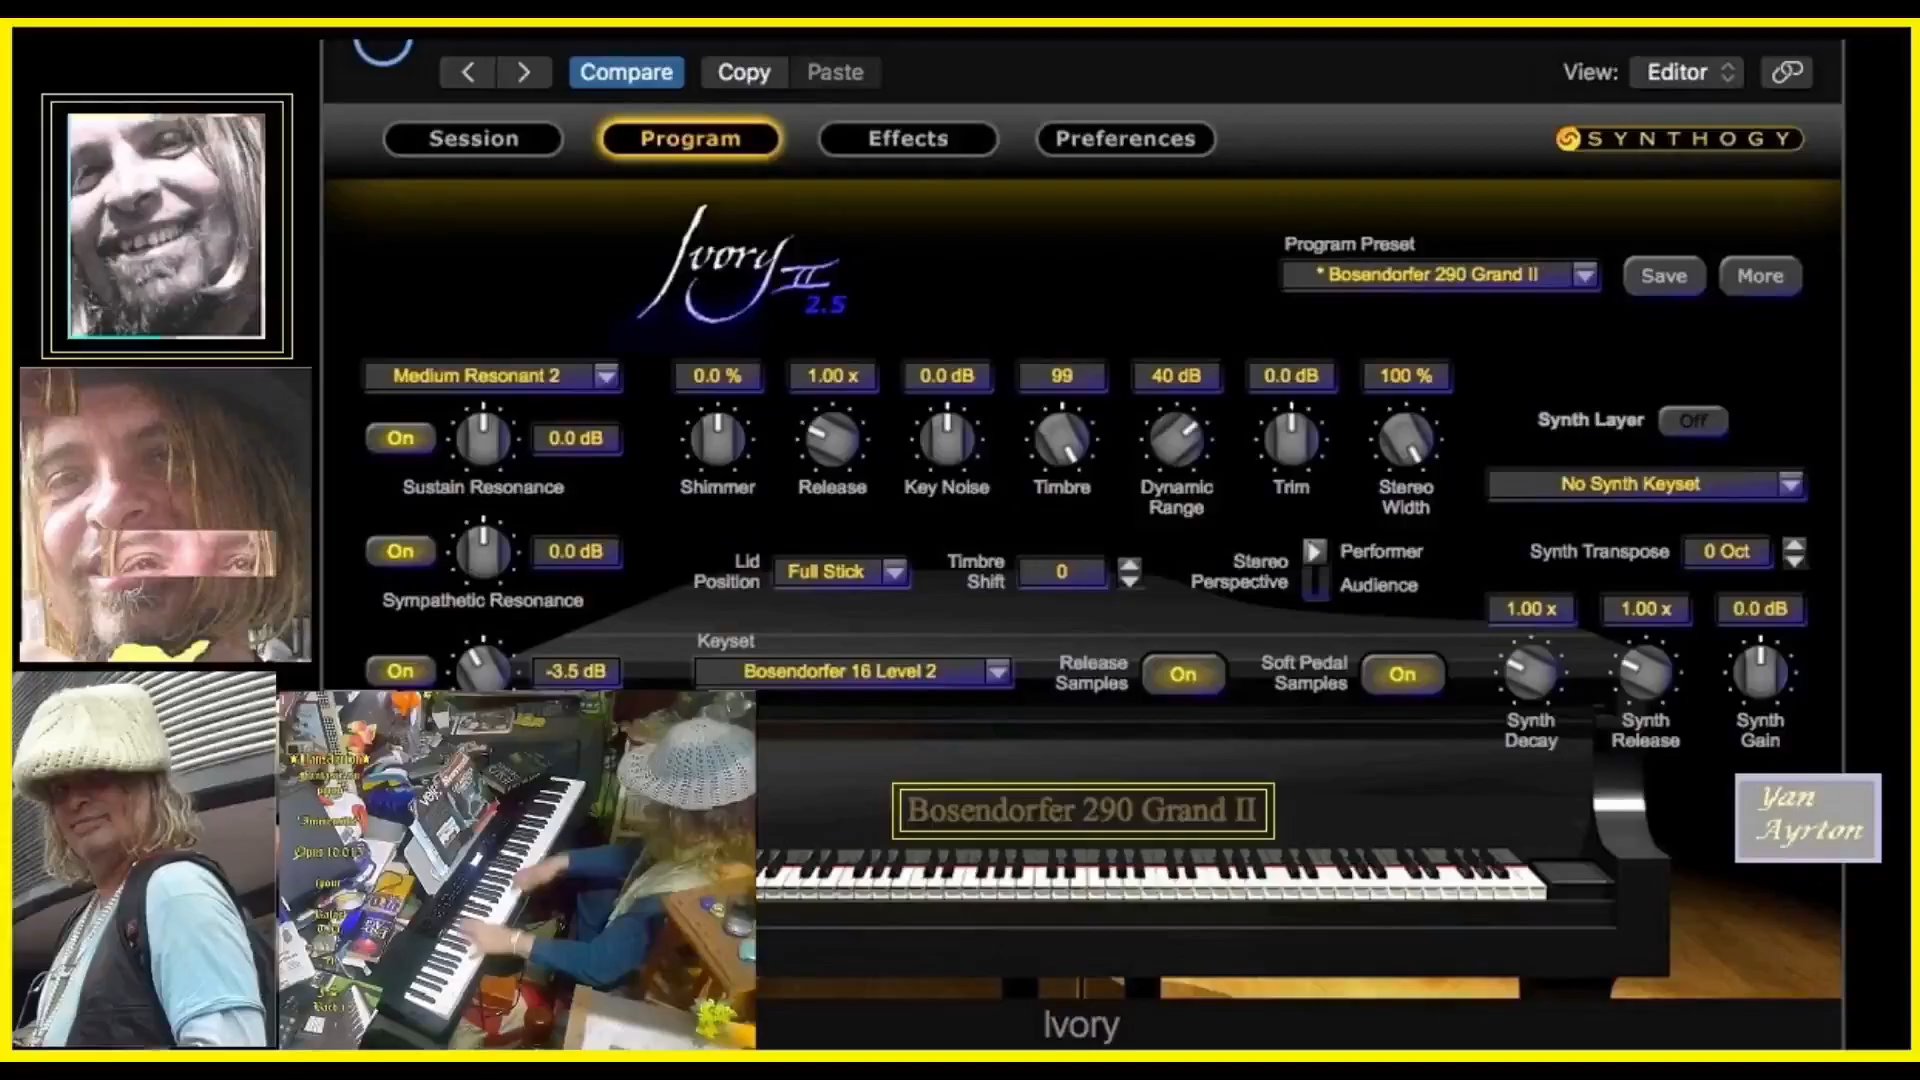 Compare
Copy
Paste
View:
Editor
Session
Program
Effects
Preferences
SYNTHOGY
Ivory II
2.5
Program Preset
* Bosendorfer 290 Grand II
Save
More
Medium Resonant 2
0.0 %
1.00 x
0.0 dB
99
40 dB
0.0 dB
100 %
On
0.0 dB
Sustain Resonance
Shimmer
Release
Key Noise
Timbre
Dynamic
Range
Trim
Stereo
Width
Synth Layer
Off
No Synth Keyset
On
0.0 dB
Sympathetic Resonance
Lid
Position
Full Stick
Timbre
Shift
0
Stereo
Perspective
Performer
Audience
Synth Transpose
0 Oct
1.00 x
1.00 x
0.0 dB
On
-3.5 dB
Keyset
Bosendorfer 16 Level 2
Release
Samples
On
Soft Pedal
Samples
On
Synth
Decay
Synth
Release
Synth
Gain
Bosendorfer 290 Grand II
Yan
Ayrton
Ivory